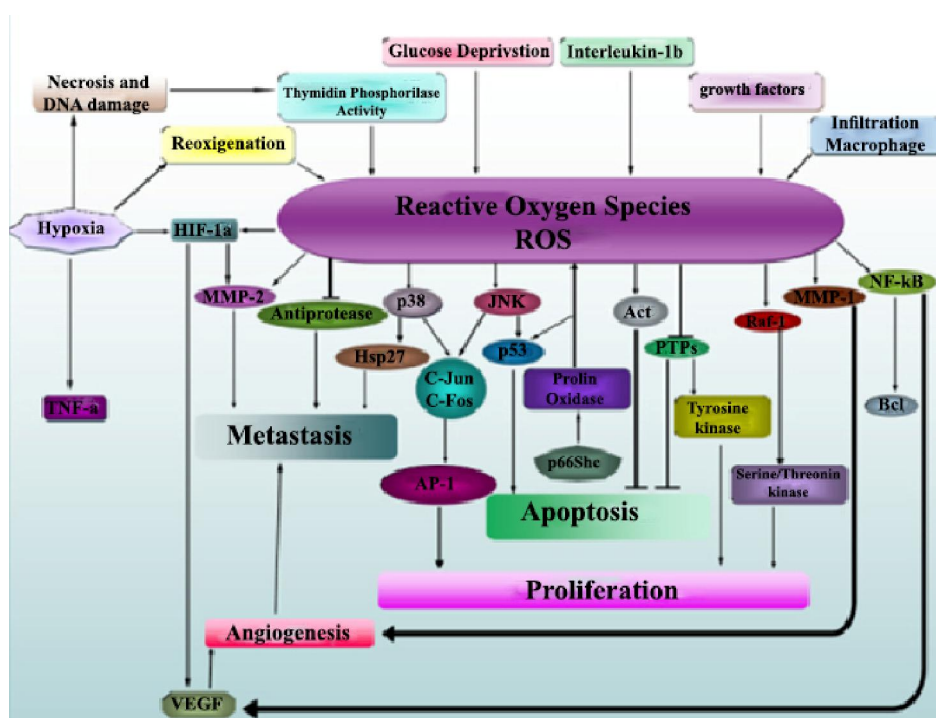 Glucose Deprivstion
Interleukin-1b
Necrosis and
DNA damage
Thymidin Phosphorilase
Activity
growth factors
Infiltration
Macrophage
Reoxigenation
Reactive Oxygen Species
ROS
Hypoxia
HIF-1a
MMP-2
Antiprotease
p38
JNK
Act
Raf-1
MMP-1
NF-kB
Hsp27
p53
PTPs
C-Jun
C-Fos
Prolin
Oxidase
TNF-a
Tyrosine
kinase
Bcl
Metastasis
p66Shc
AP-1
Serine/Threonin
kinase
Apoptosis
Proliferation
Angiogenesis
VEGF